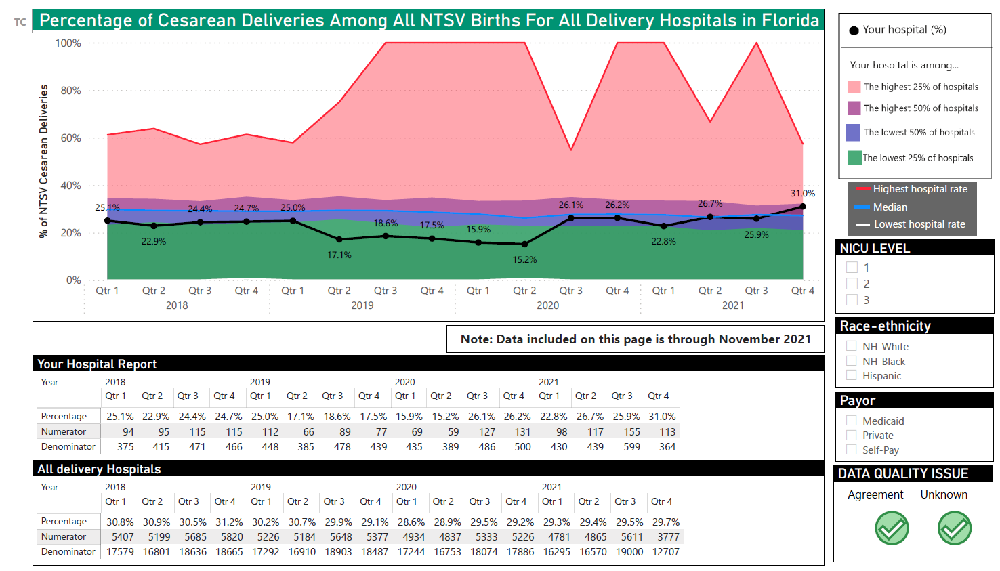 TC
Percentage of Cesarean Deliveries Among All NTSV Births For All Delivery Hospitals in Florida
% of NTSV Cesarean Deliveries
100%
80%
60%
40%
20%
0%
25.1% 22.9% 24.4% 24.7% 25.0% 17.1% 18.6% 17.5% 15.9% 15.2% 26.1% 26.2% 22.8% 26.7% 25.9% 31.0%
Qtr 1 Qtr 2 Qtr 3 Qtr 4 Qtr 1 Qtr 2 Qtr 3 Qtr 4 Qtr 1 Qtr 2 Qtr 3 Qtr 4 Qtr 1 Qtr 2 Qtr 3 Qtr 4
2018 2019 2020 2021
Your hospital (%)
Your hospital is among...
The highest 25% of hospitals
The highest 50% of hospitals
The lowest 50% of hospitals
The lowest 25% of hospitals
Highest hospital rate
Median
Lowest hospital rate
NICU LEVEL
1
2
3
Race-ethnicity
NH-White
NH-Black
Hispanic
Payor
Medicaid
Private
Self-Pay
DATA QUALITY ISSUE
Agreement Unknown
Note: Data included on this page is through November 2021
Your Hospital Report
Year 2018 2019 2020 2021
Qtr 1 Qtr 2 Qtr 3 Qtr 4 Qtr 1 Qtr 2 Qtr 3 Qtr 4 Qtr 1 Qtr 2 Qtr 3 Qtr 4 Qtr 1 Qtr 2 Qtr 3 Qtr 4
Percentage 25.1% 22.9% 24.4% 24.7% 25.0% 17.1% 18.6% 17.5% 15.9% 15.2% 26.1% 26.2% 22.8% 26.7% 25.9% 31.0%
Numerator 94 95 115 115 112 66 89 77 69 59 127 131 98 117 155 113
Denominator 375 415 471 466 448 385 478 439 435 389 486 500 430 439 599 364
All delivery Hospitals
Year 2018 2019 2020 2021
Qtr 1 Qtr 2 Qtr 3 Qtr 4 Qtr 1 Qtr 2 Qtr 3 Qtr 4 Qtr 1 Qtr 2 Qtr 3 Qtr 4 Qtr 1 Qtr 2 Qtr 3 Qtr 4
Percentage 30.8% 30.9% 30.5% 31.2% 30.2% 30.7% 29.9% 29.1% 28.6% 28.9% 29.5% 29.2% 29.3% 29.4% 29.5% 29.7%
Numerator 5407 5199 5685 5820 5226 5184 5648 5377 4934 4837 5333 5226 4781 4865 5611 3777
Denominator 17579 16801 18636 18665 17292 16910 18903 18487 17244 16753 18074 17886 16295 16570 19000 12707